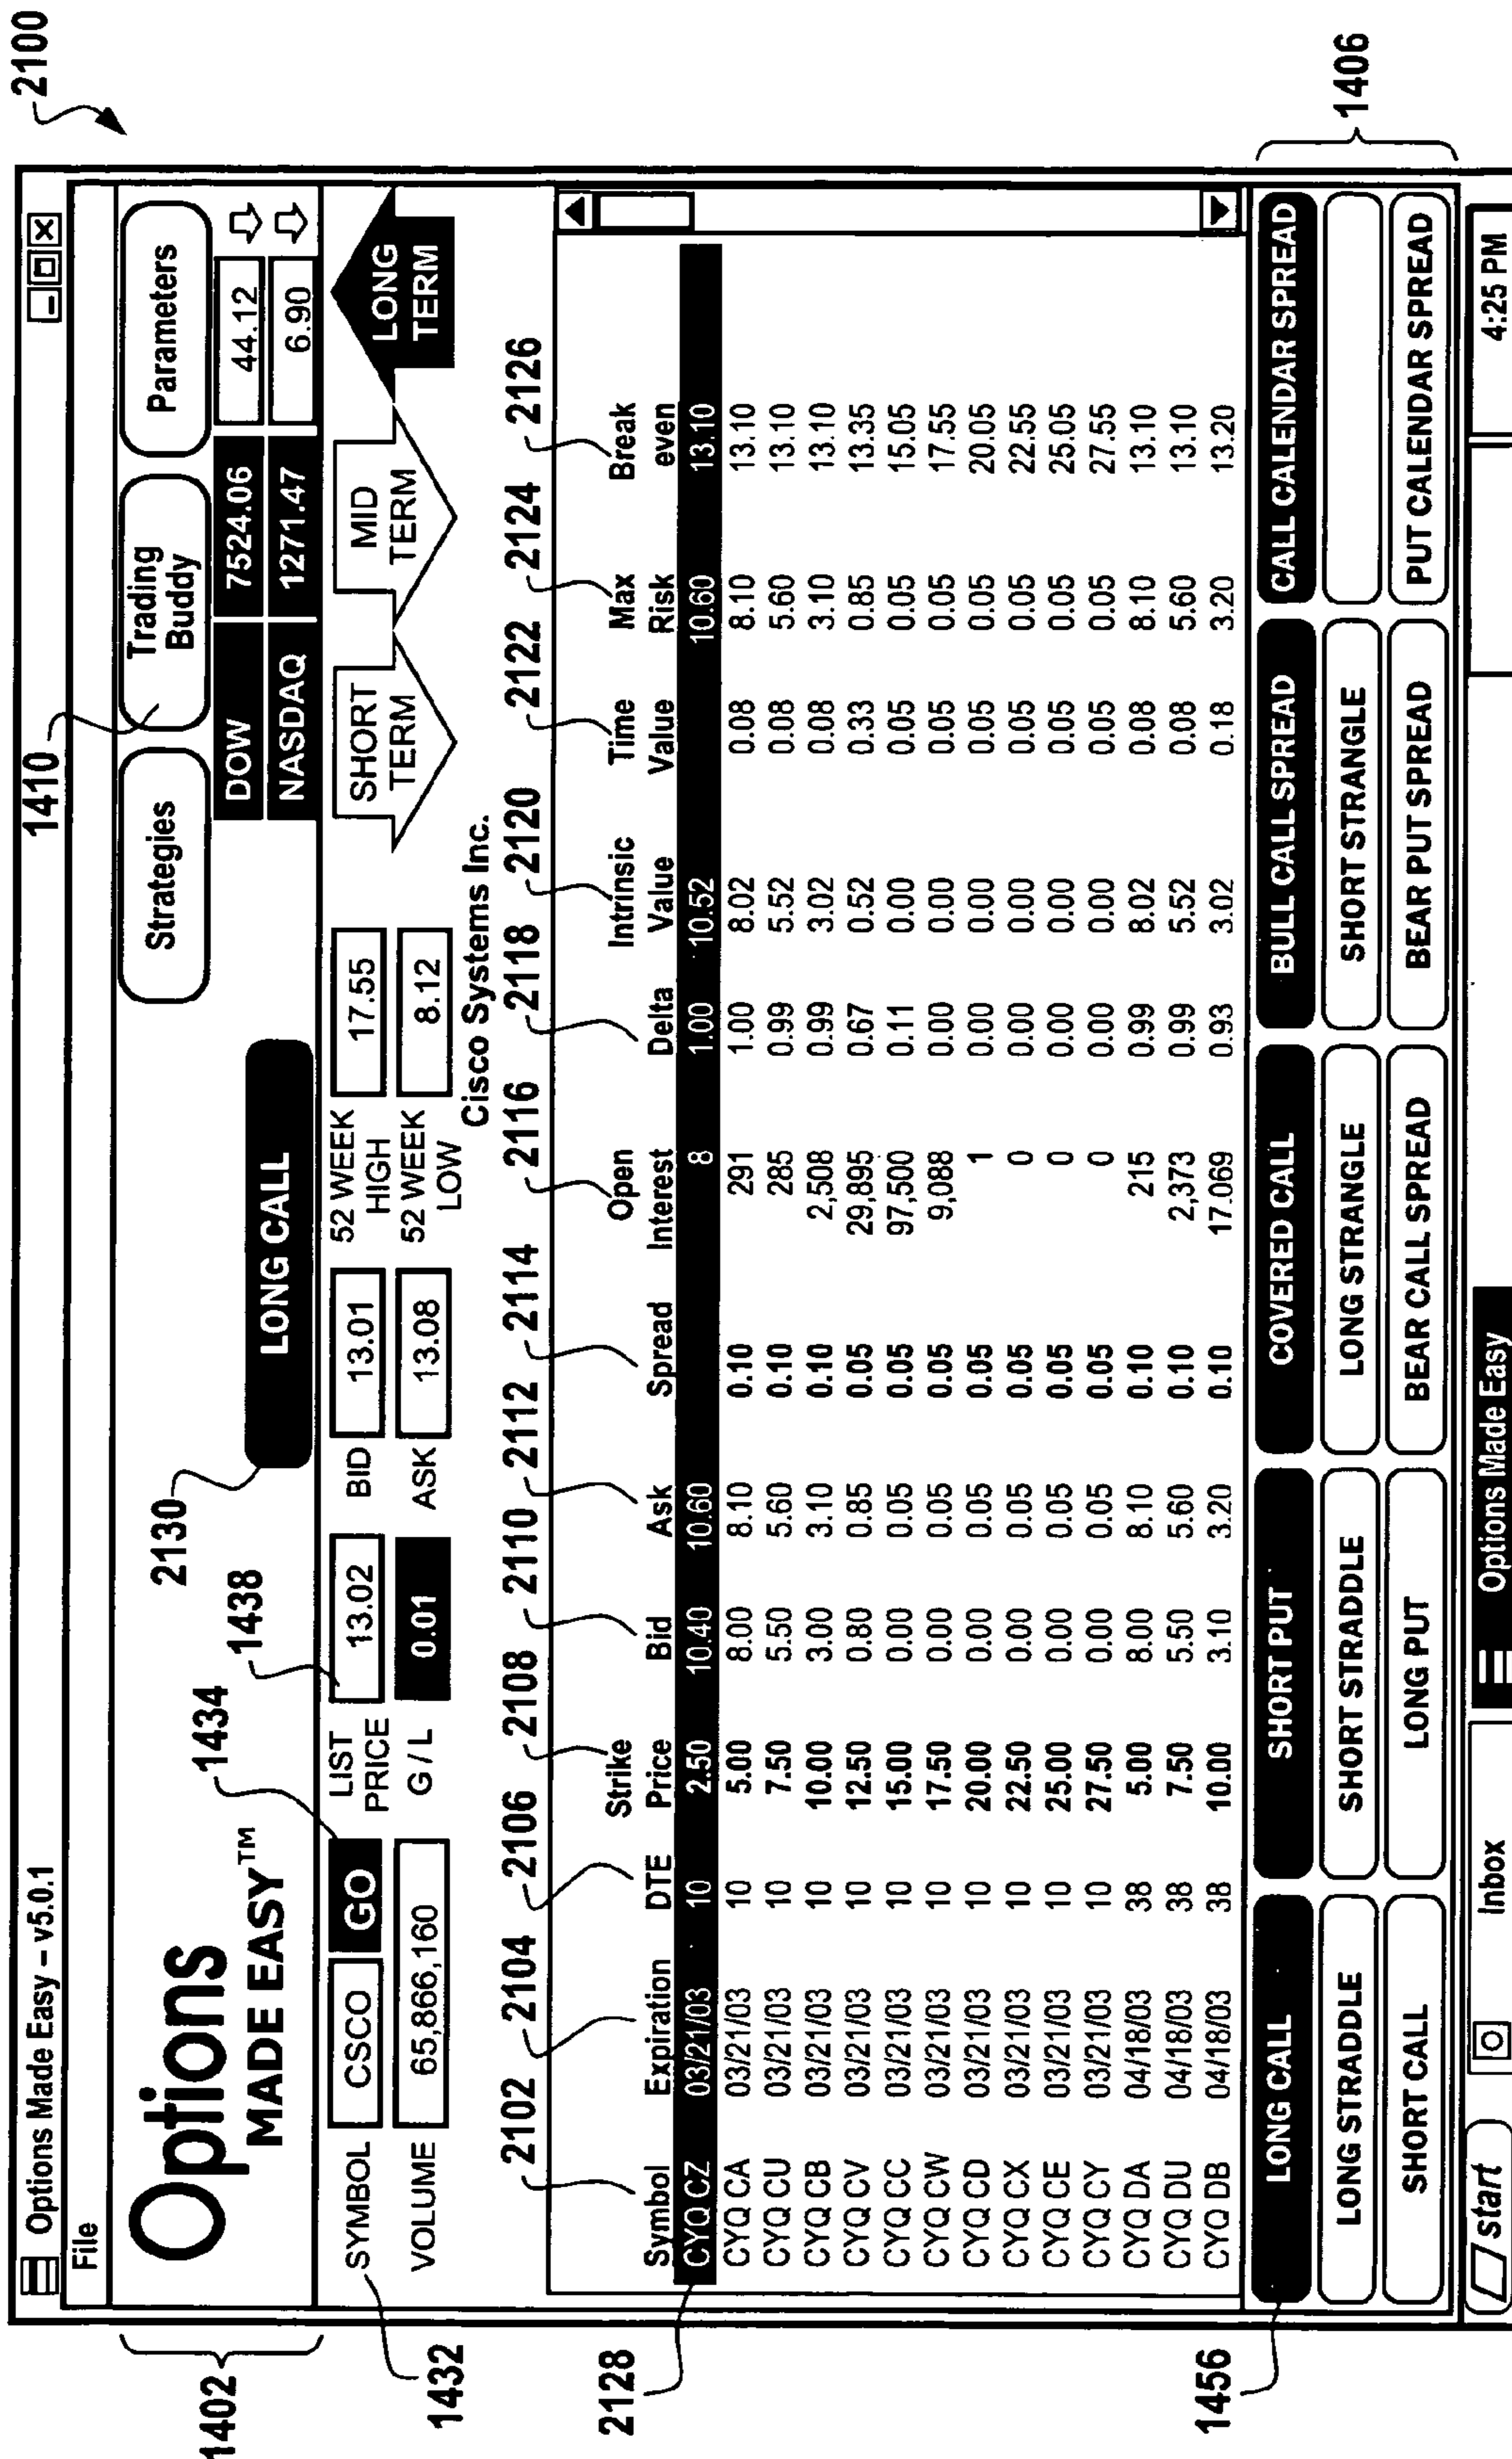 2100
1410
Options Made Easy – v5.0.1
File
Options
MADE EASY™
Strategies
Trading
Buddy
Parameters
LONG CALL
DOW 7524.06 44.12
NASDAQ 1271.47 6.90
1402
2130
1434
1438
SYMBOL CSCO GO
LIST
PRICE 13.02
BID 13.01
52 WEEK
HIGH 17.55
VOLUME 65,866,160
G / L 0.01
ASK 13.08
52 WEEK
LOW 8.12
SHORT
TERM
MID
TERM
LONG
TERM
1432
Cisco Systems Inc.
2102 2104 2106 2108 2110 2112 2114 2116 2118 2120 2122 2124 2126
Symbol Expiration DTE Strike Price Bid Ask Spread Open Interest Delta Intrinsic Value Time Value Max Risk Break even
CYQ CZ 03/21/03 10 2.50 10.40 10.60 8 1.00 10.52 10.60 13.10
CYQ CA 03/21/03 10 5.00 8.00 8.10 0.10 291 1.00 8.02 0.08 8.10 13.10
CYQ CU 03/21/03 10 7.50 5.50 5.60 0.10 285 0.99 5.52 0.08 5.60 13.10
CYQ CB 03/21/03 10 10.00 3.00 3.10 0.10 2,508 0.99 3.02 0.08 3.10 13.10
CYQ CV 03/21/03 10 12.50 0.80 0.85 0.05 29,895 0.67 0.52 0.33 0.85 13.35
CYQ CC 03/21/03 10 15.00 0.00 0.05 0.05 97,500 0.11 0.00 0.05 0.05 15.05
CYQ CW 03/21/03 10 17.50 0.00 0.05 0.05 9,088 0.00 0.00 0.05 0.05 17.55
CYQ CD 03/21/03 10 20.00 0.00 0.05 0.05 1 0.00 0.00 0.05 0.05 20.05
CYQ CX 03/21/03 10 22.50 0.00 0.05 0.05 0 0.00 0.00 0.05 0.05 22.55
CYQ CE 03/21/03 10 25.00 0.00 0.05 0.05 0 0.00 0.00 0.05 0.05 25.05
CYQ CY 03/21/03 10 27.50 0.00 0.05 0.05 0 0.00 0.00 0.05 0.05 27.55
CYQ DA 04/18/03 38 5.00 8.00 8.10 0.10 215 0.99 8.02 0.08 8.10 13.10
CYQ DU 04/18/03 38 7.50 5.50 5.60 0.10 2,373 0.99 5.52 0.08 5.60 13.10
CYQ DB 04/18/03 38 10.00 3.10 3.20 0.10 17.069 0.93 3.02 0.18 3.20 13.20
2128
1456
1406
LONG CALL SHORT PUT COVERED CALL BULL CALL SPREAD CALL CALENDAR SPREAD
LONG STRADDLE SHORT STRADDLE LONG STRANGLE SHORT STRANGLE
SHORT CALL LONG PUT BEAR CALL SPREAD BEAR PUT SPREAD PUT CALENDAR SPREAD
start Inbox Options Made Easy 4:25 PM